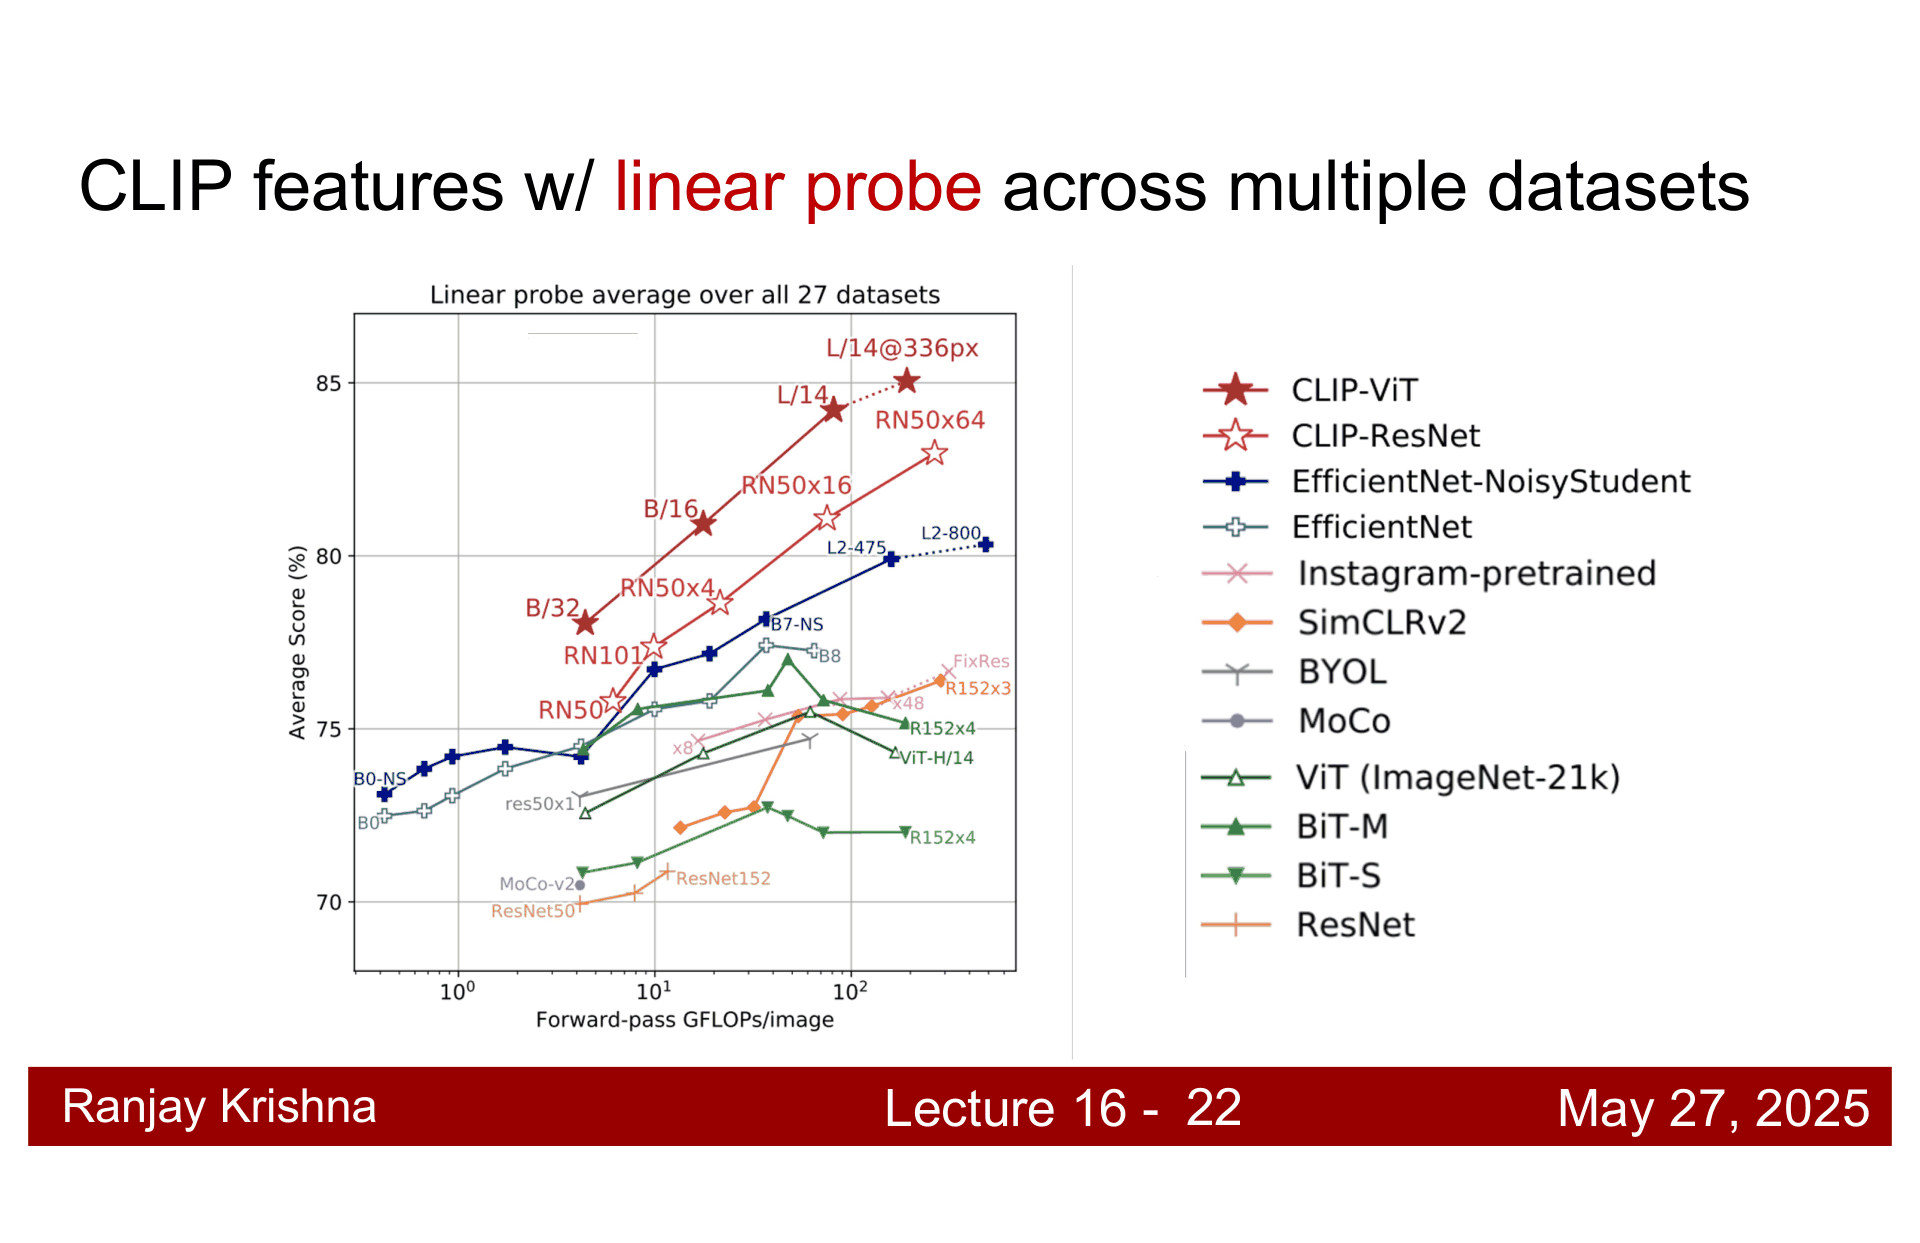 CLIP features w/ linear probe across multiple datasets
Linear probe average over all 27 datasets
L/14@336px
85
L/14
RN50x64
RN50x16
B/16
L2-800
L2-475
80
RN50x4
B/32
B7-NS
RN101
B8
FixRes
R152x3
x48
RN50
75
R152x4
x8
ViT-H/14
B0-NS
res50x1
B0
R152x4
MoCo-v2
ResNet152
ResNet50
70
Average Score (%)
10⁰
10¹
10²
Forward-pass GFLOPs/image
CLIP-ViT
CLIP-ResNet
EfficientNet-NoisyStudent
EfficientNet
Instagram-pretrained
SimCLRv2
BYOL
MoCo
ViT (ImageNet-21k)
BiT-M
BiT-S
ResNet
Ranjay Krishna
Lecture 16 - 22
May 27, 2025